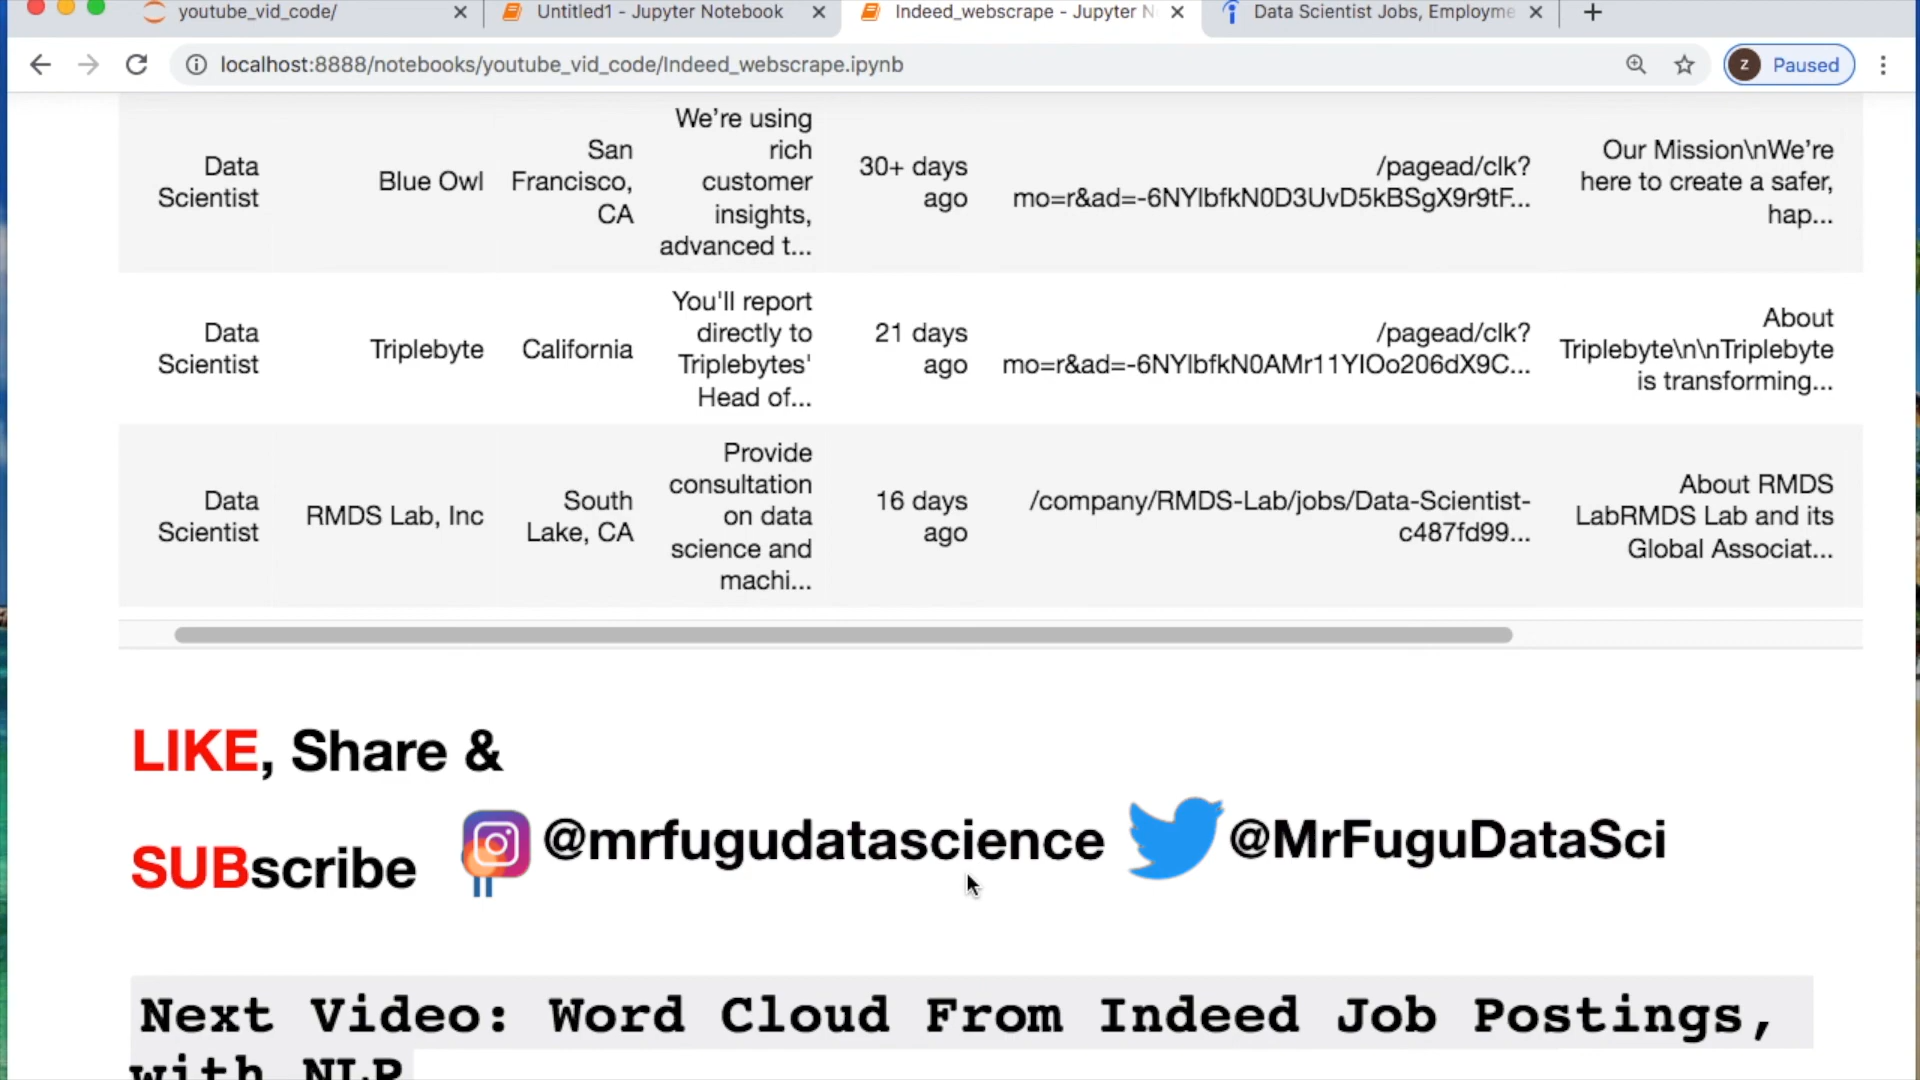 youtube_vid_code/
Untitled1 - Jupyter Notebook
Indeed_webscrape - Jupyter N
Data Scientist Jobs, Employme
localhost:8888/notebooks/youtube_vid_code/Indeed_webscrape.ipynb
z
Paused
Data
Scientist
Blue Owl
San
Francisco,
CA
We’re using
rich
customer
insights,
advanced t...
30+ days
ago
/pagead/clk?
mo=r&ad=-6NYlbfkN0D3UvD5kBSgX9r9tF...
Our Mission\nWe’re
here to create a safer,
hap...
Data
Scientist
Triplebyte
California
You'll report
directly to
Triplebytes'
Head of...
21 days
ago
/pagead/clk?
mo=r&ad=-6NYlbfkN0AMr11YIOo206dX9C...
About
Triplebyte\n\nTriplebyte
is transforming...
Data
Scientist
RMDS Lab, Inc
South
Lake, CA
Provide
consultation
on data
science and
machi...
16 days
ago
/company/RMDS-Lab/jobs/Data-Scientist-
c487fd99...
About RMDS
LabRMDS Lab and its
Global Associat...
LIKE, Share &
SUBscribe
@mrfugudatascience
@MrFuguDataSci
Next Video: Word Cloud From Indeed Job Postings,
with NLP